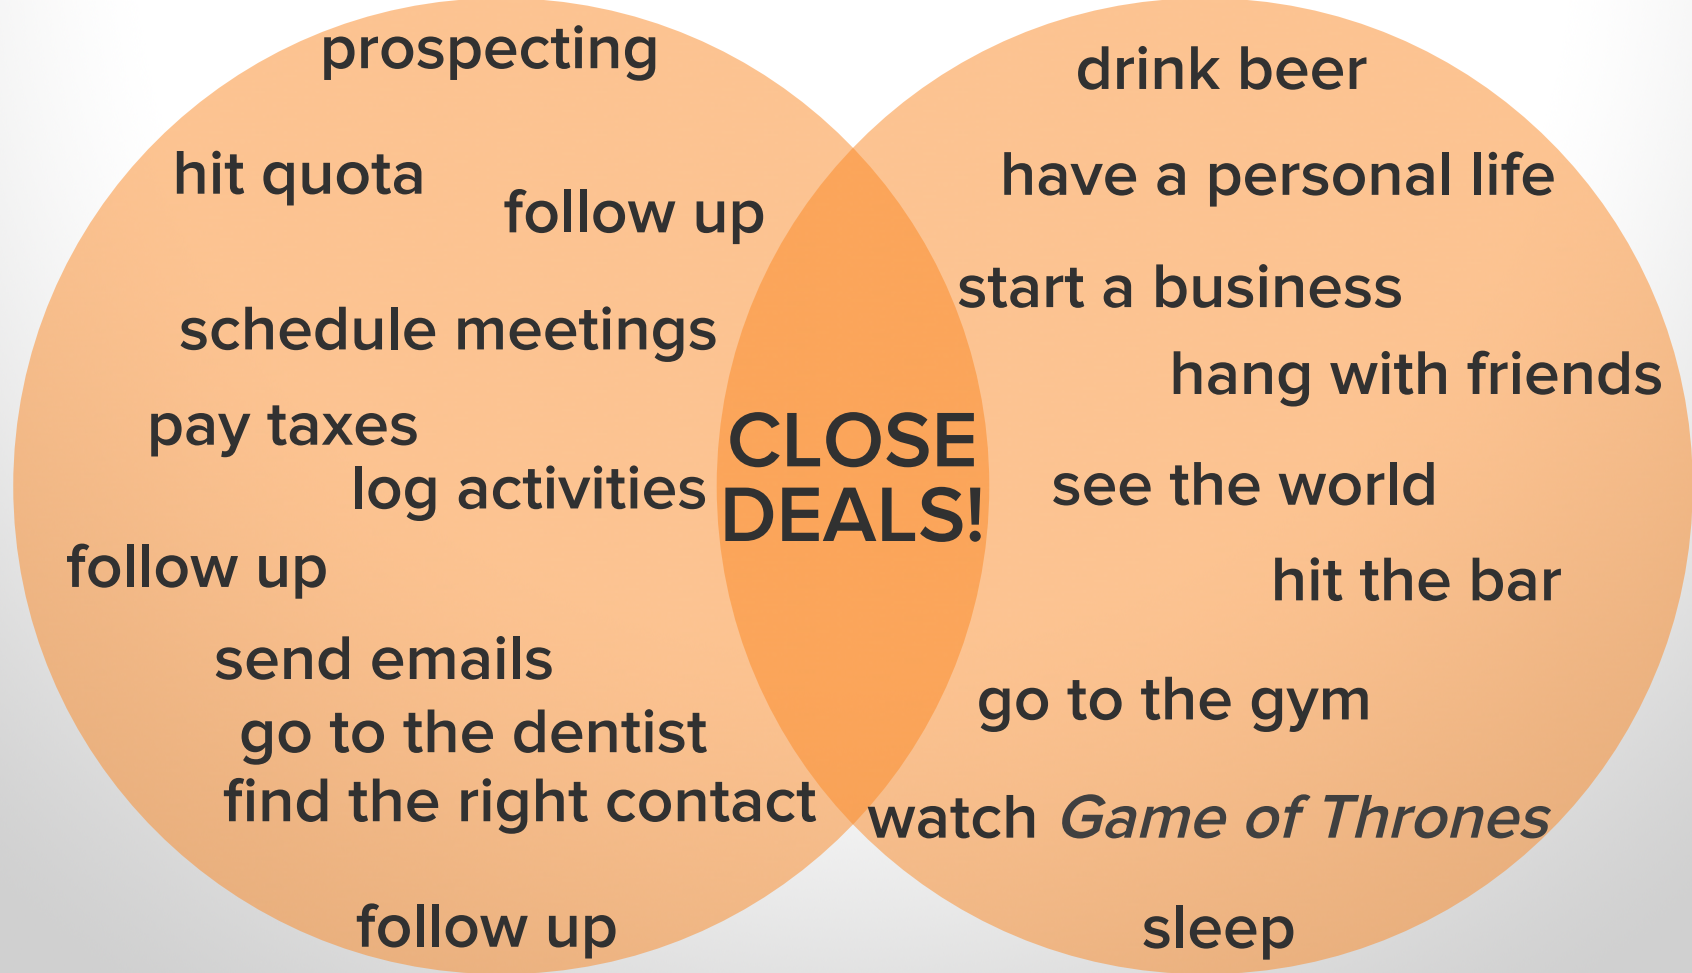 prospecting
hit quota
follow up
schedule meetings
pay taxes
log activities
follow up
send emails
go to the dentist
find the right contact
follow up
CLOSE
DEALS!
drink beer
have a personal life
start a business
hang with friends
see the world
hit the bar
go to the gym
watch Game of Thrones
sleep